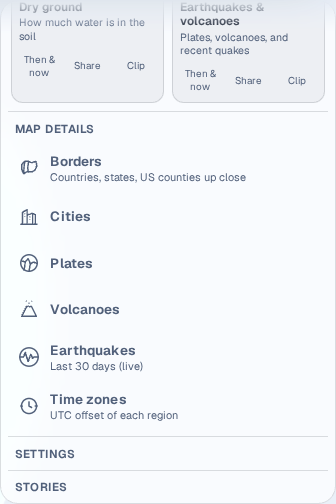 Dry ground
How much water is in the
soil
Then &
now
Share
Clip
Earthquakes &
volcanoes
Plates, volcanoes, and
recent quakes
Then &
now
Share
Clip
MAP DETAILS
Borders
Countries, states, US counties up close
Cities
Plates
Volcanoes
Earthquakes
Last 30 days (live)
Time zones
UTC offset of each region
SETTINGS
STORIES